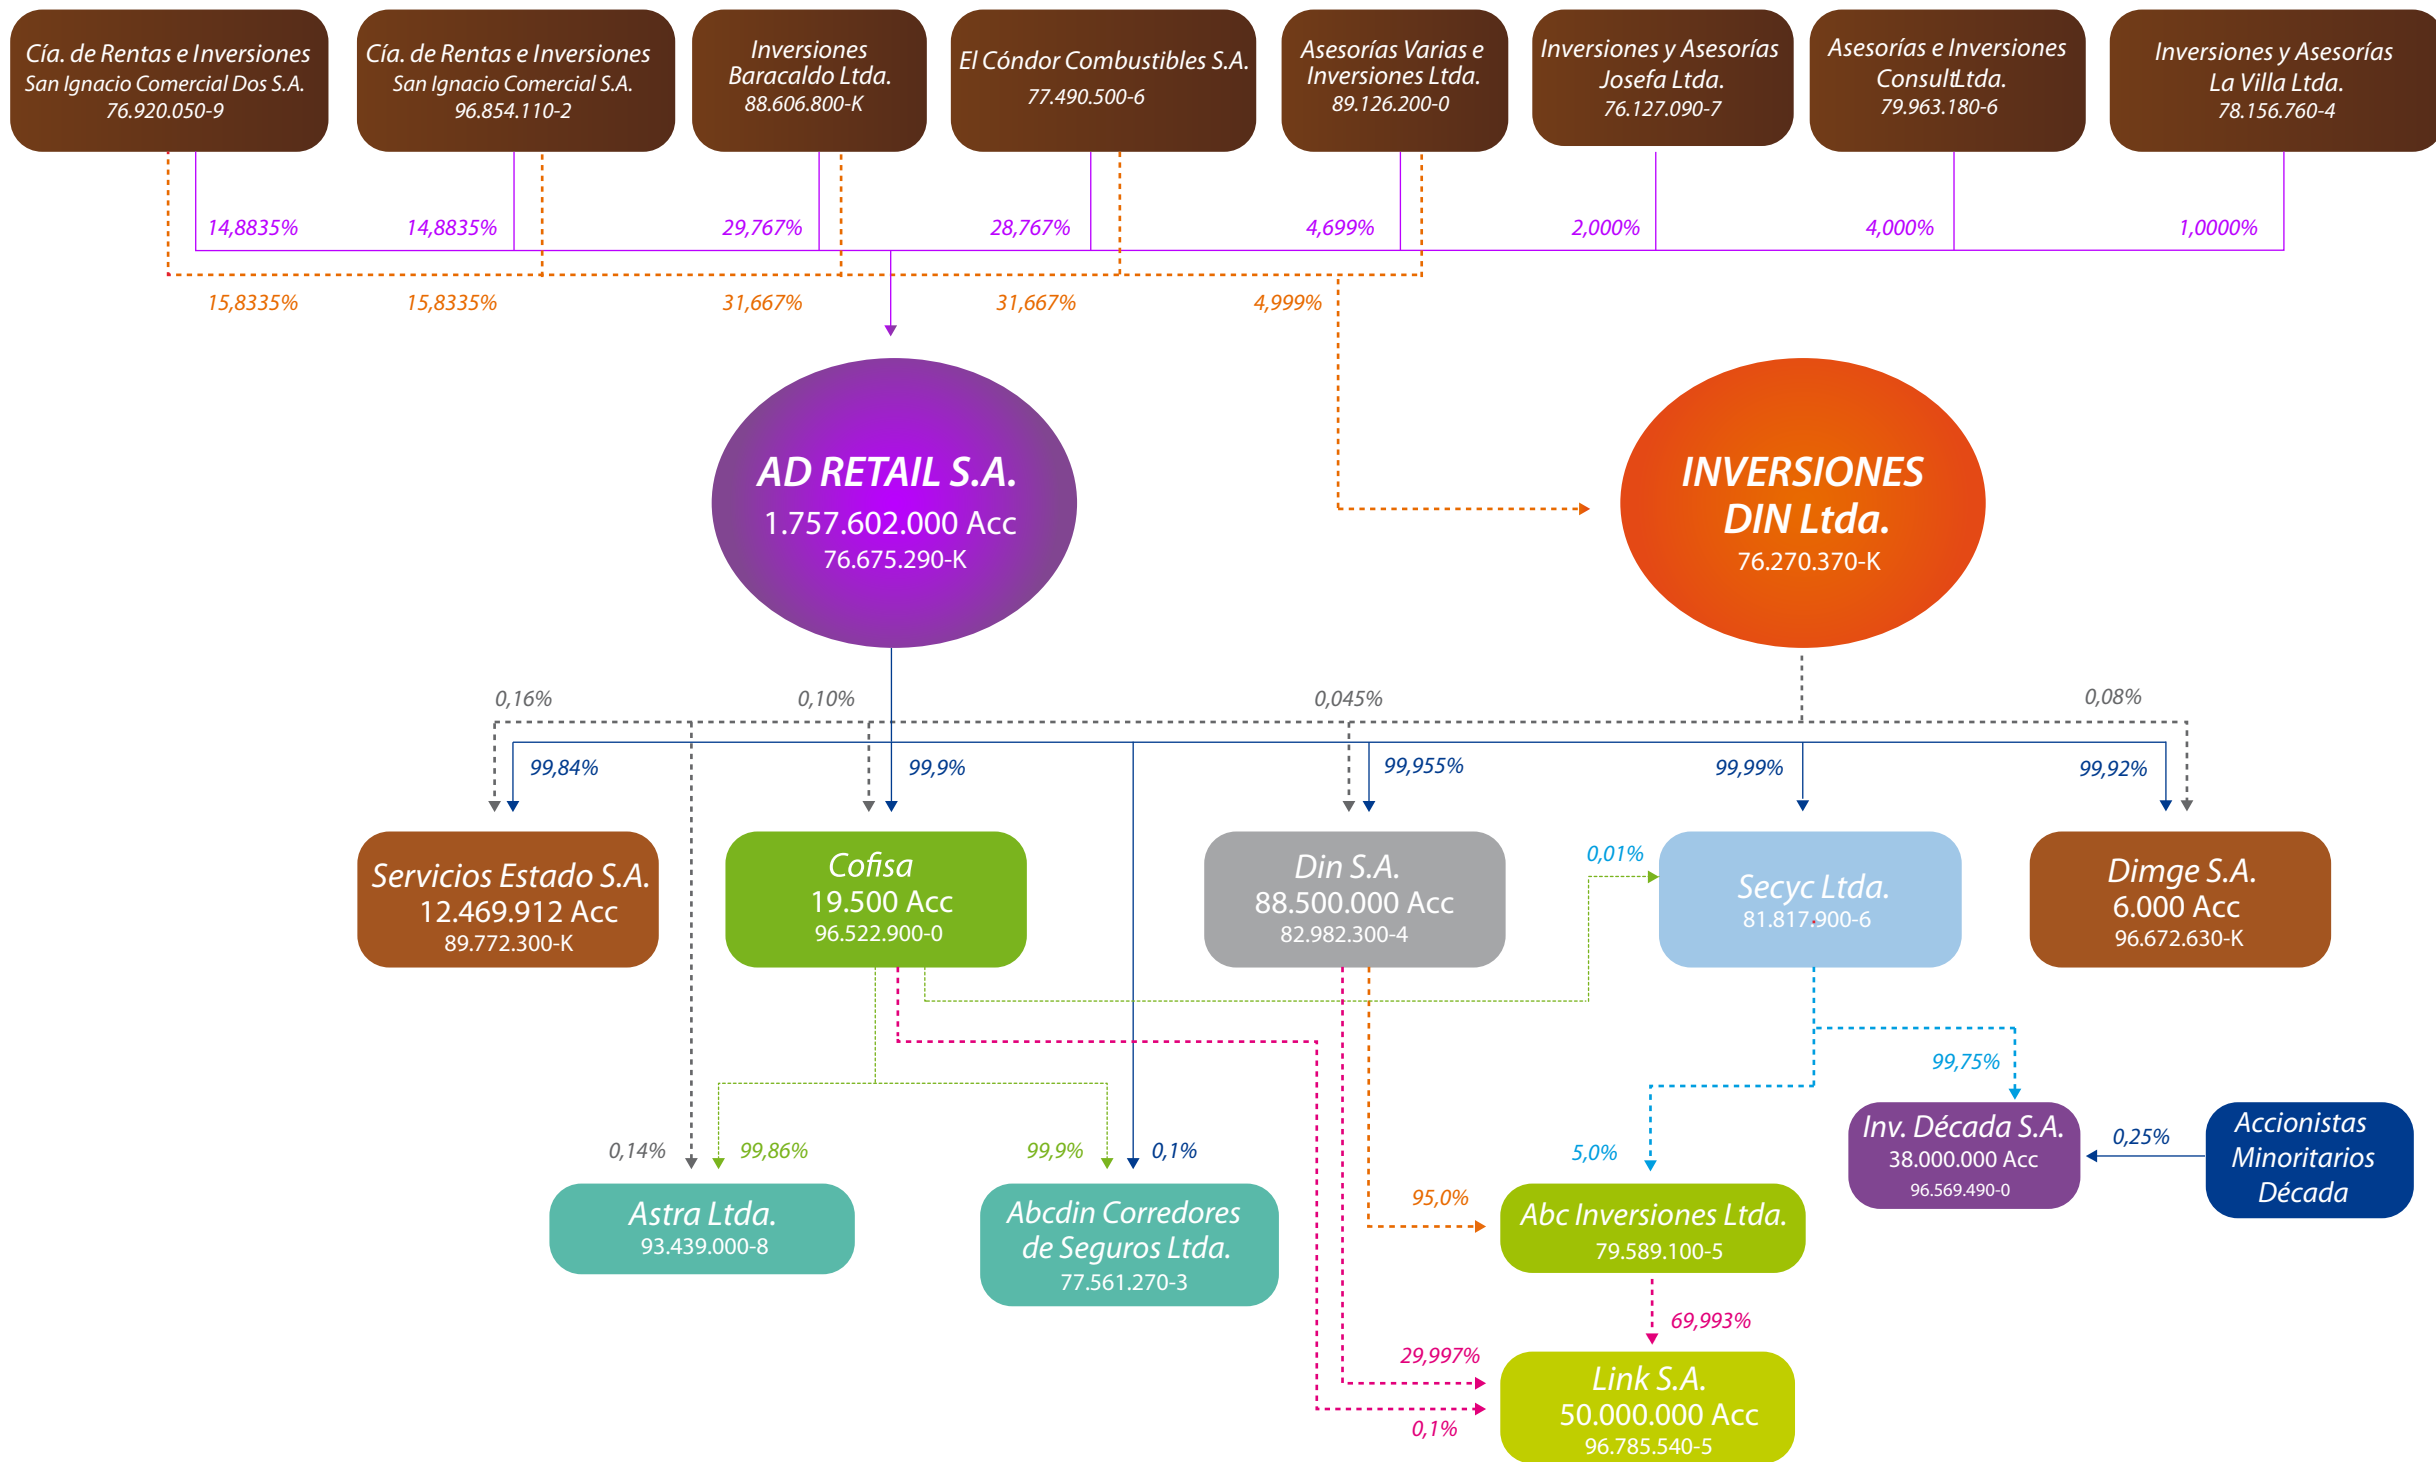 Cía. de Rentas e Inversiones
San Ignacio Comercial Dos S.A.
76.920.050-9
Cía. de Rentas e Inversiones
San Ignacio Comercial S.A.
96.854.110-2
Inversiones
Baracaldo Ltda.
88.606.800-K
El Cóndor Combustibles S.A.
77.490.500-6
Asesorías Varias e
Inversiones Ltda.
89.126.200-0
Inversiones y Asesorías
Josefa Ltda.
76.127.090-7
Asesorías e Inversiones
ConsultLtda.
79.963.180-6
Inversiones y Asesorías
La Villa Ltda.
78.156.760-4
14,8835%
14,8835%
29,767%
28,767%
4,699%
2,000%
4,000%
1,0000%
15,8335%
15,8335%
31,667%
31,667%
4,999%
AD RETAIL S.A.
1.757.602.000 Acc
76.675.290-K
INVERSIONES
DIN Ltda.
76.270.370-K
0,16%
0,10%
0,045%
0,08%
99,84%
99,9%
99,955%
99,99%
99,92%
Servicios Estado S.A.
12.469.912 Acc
89.772.300-K
Cofisa
19.500 Acc
96.522.900-0
Din S.A.
88.500.000 Acc
82.982.300-4
0,01%
Secyc Ltda.
81.817.900-6
Dimge S.A.
6.000 Acc
96.672.630-K
99,75%
0,14%
99,86%
99,9%
0,1%
5,0%
Inv. Década S.A.
38.000.000 Acc
96.569.490-0
0,25%
Accionistas
Minoritarios
Década
Astra Ltda.
93.439.000-8
Abcdin Corredores
de Seguros Ltda.
77.561.270-3
95,0%
Abc Inversiones Ltda.
79.589.100-5
69,993%
29,997%
0,1%
Link S.A.
50.000.000 Acc
96.785.540-5